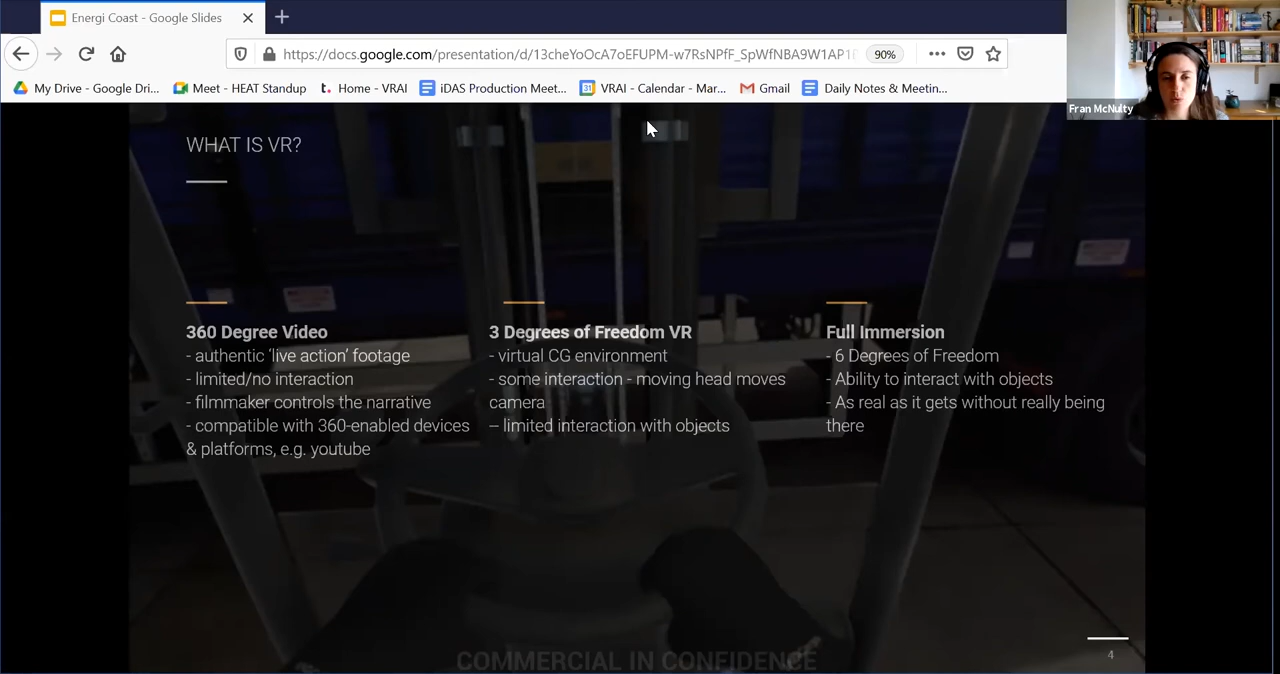 Energi Coast - Google Slides
https://docs.google.com/presentation/d/13cheYoOcA7oEFUPM-w7RsNPfF_SpWfNBA9W1AP1
90%
My Drive - Google Dri...
Meet - HEAT Standup
t. Home - VRAI
iDAS Production Meet...
31 VRAI - Calendar - Mar...
Gmail
Daily Notes & Meetin...
Fran McNulty
WHAT IS VR?
360 Degree Video
- authentic ‘live action’ footage
- limited/no interaction
- filmmaker controls the narrative
- compatible with 360-enabled devices
& platforms, e.g. youtube
3 Degrees of Freedom VR
- virtual CG environment
- some interaction - moving head moves
camera
-- limited interaction with objects
Full Immersion
- 6 Degrees of Freedom
- Ability to interact with objects
- As real as it gets without really being
there
COMMERCIAL IN CONFIDENCE
4